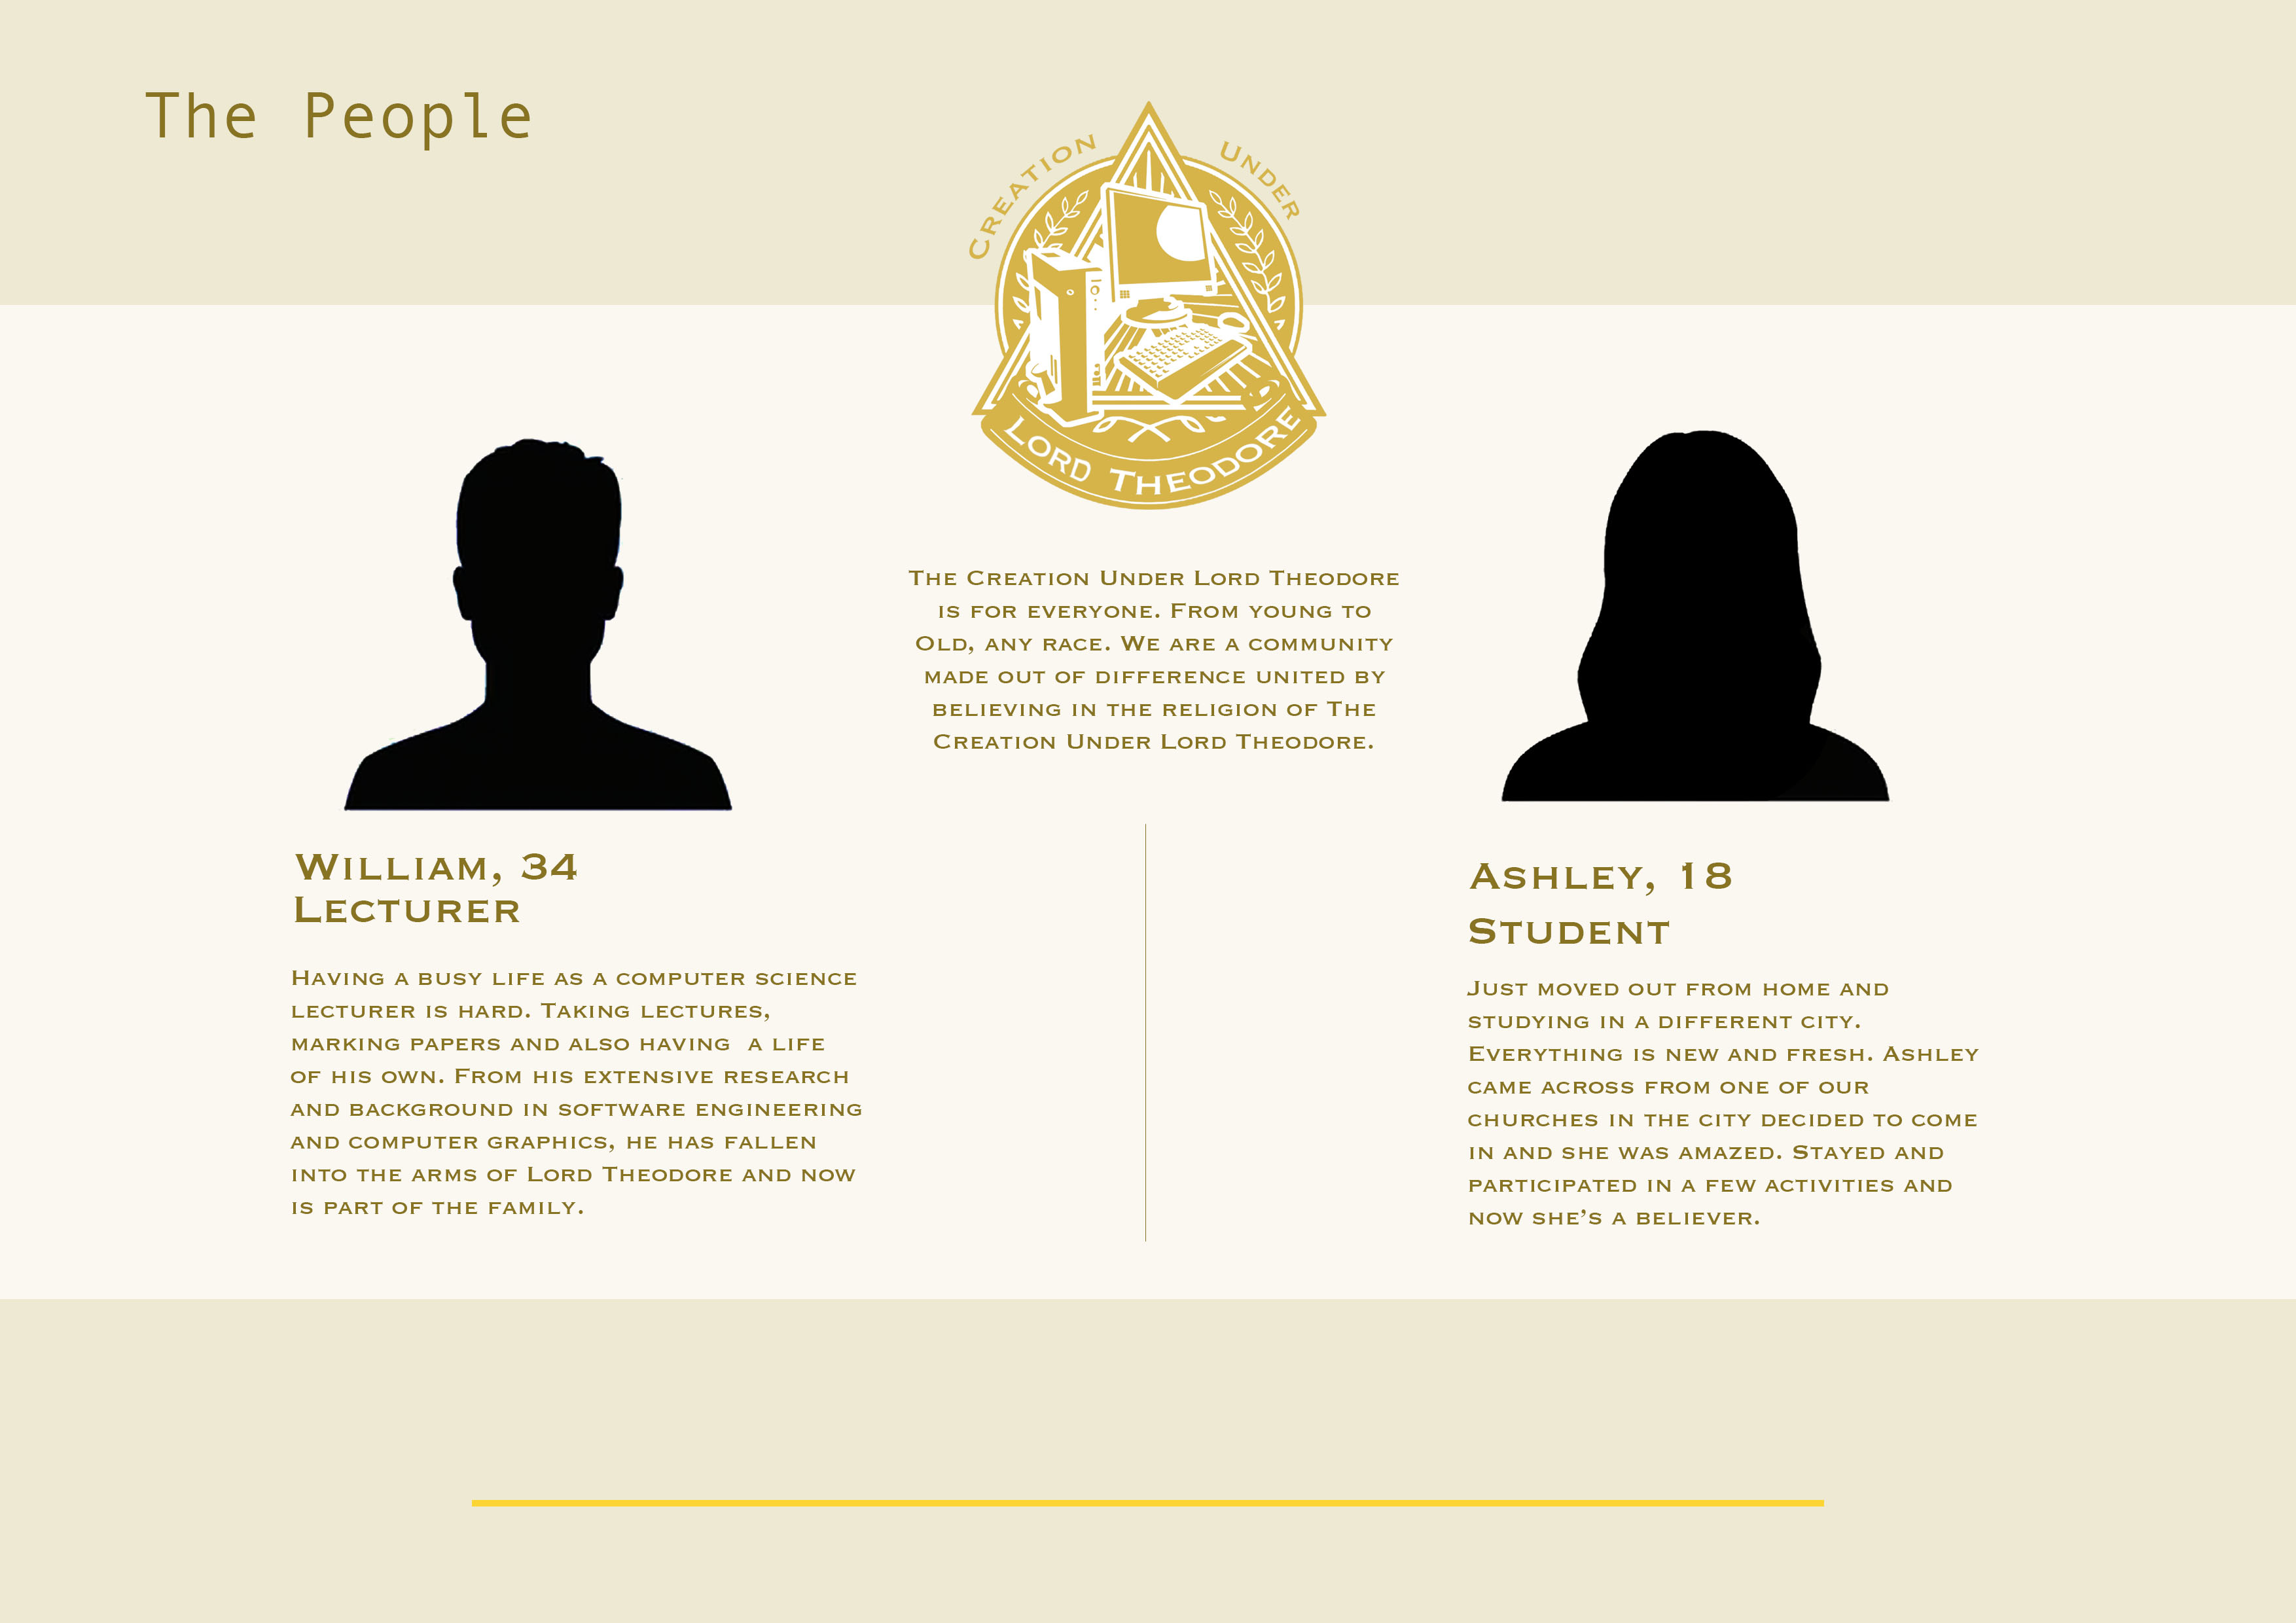 The People
Creation Under
Lord Theodore
The Creation Under Lord Theodore
is for everyone. From young to
Old, any race. We are a community
made out of difference united by
believing in the religion of The
Creation Under Lord Theodore.
William, 34
Lecturer
Having a busy life as a computer science
lecturer is hard. Taking lectures,
marking papers and also having  a life
of his own. From his extensive research
and background in software engineering
and computer graphics, he has fallen
into the arms of Lord Theodore and now
is part of the family.
Ashley, 18
Student
Just moved out from home and
studying in a different city.
Everything is new and fresh. Ashley
came across from one of our
churches in the city decided to come
in and she was amazed. Stayed and
participated in a few activities and
now she’s a believer.